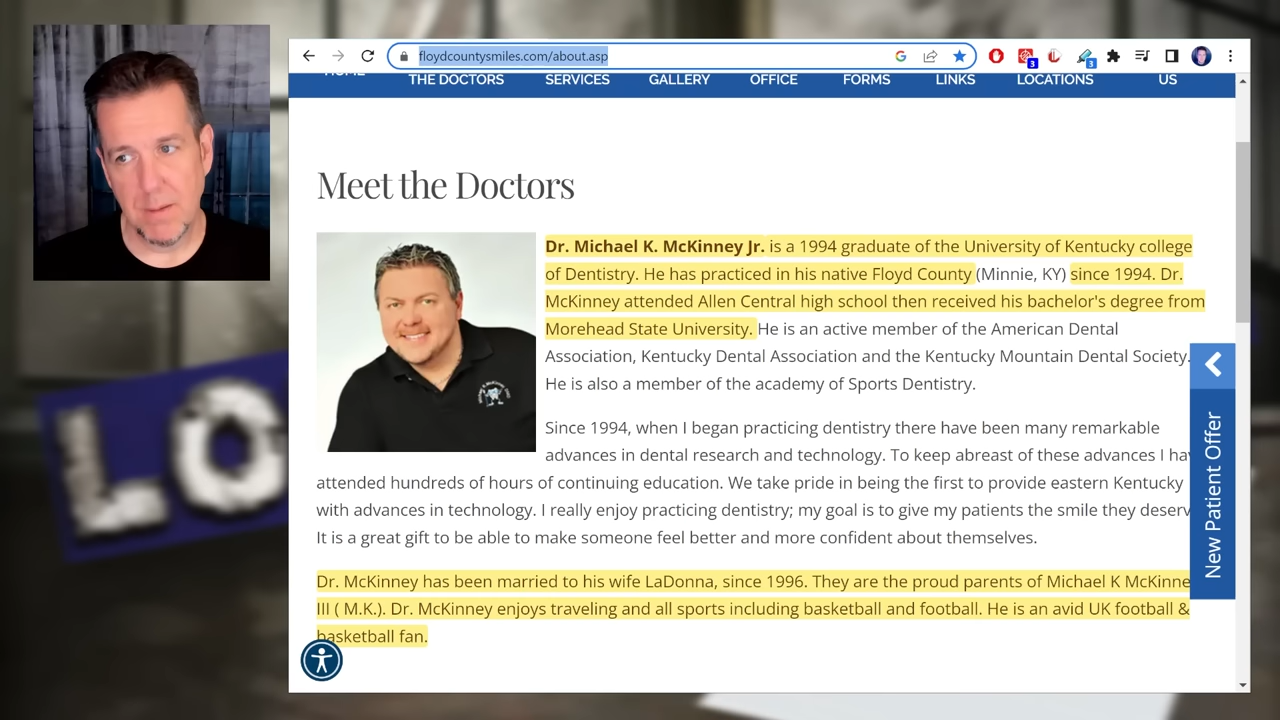 floydcountysmiles.com/about.asp
HOME
THE DOCTORS
SERVICES
GALLERY
OFFICE
FORMS
LINKS
LOCATIONS
US
3
3
Meet the Doctors
Dr. Michael K. McKinney Jr. is a 1994 graduate of the University of Kentucky college
of Dentistry. He has practiced in his native Floyd County (Minnie, KY) since 1994. Dr.
McKinney attended Allen Central high school then received his bachelor's degree from
Morehead State University. He is an active member of the American Dental
Association, Kentucky Dental Association and the Kentucky Mountain Dental Society.
He is also a member of the academy of Sports Dentistry.
Since 1994, when I began practicing dentistry there have been many remarkable
advances in dental research and technology. To keep abreast of these advances I hav
attended hundreds of hours of continuing education. We take pride in being the first to provide eastern Kentucky
with advances in technology. I really enjoy practicing dentistry; my goal is to give my patients the smile they deserv
It is a great gift to be able to make someone feel better and more confident about themselves.
Dr. McKinney has been married to his wife LaDonna, since 1996. They are the proud parents of Michael K McKinne
III ( M.K.). Dr. McKinney enjoys traveling and all sports including basketball and football. He is an avid UK football &
basketball fan.
New Patient Offer
LO